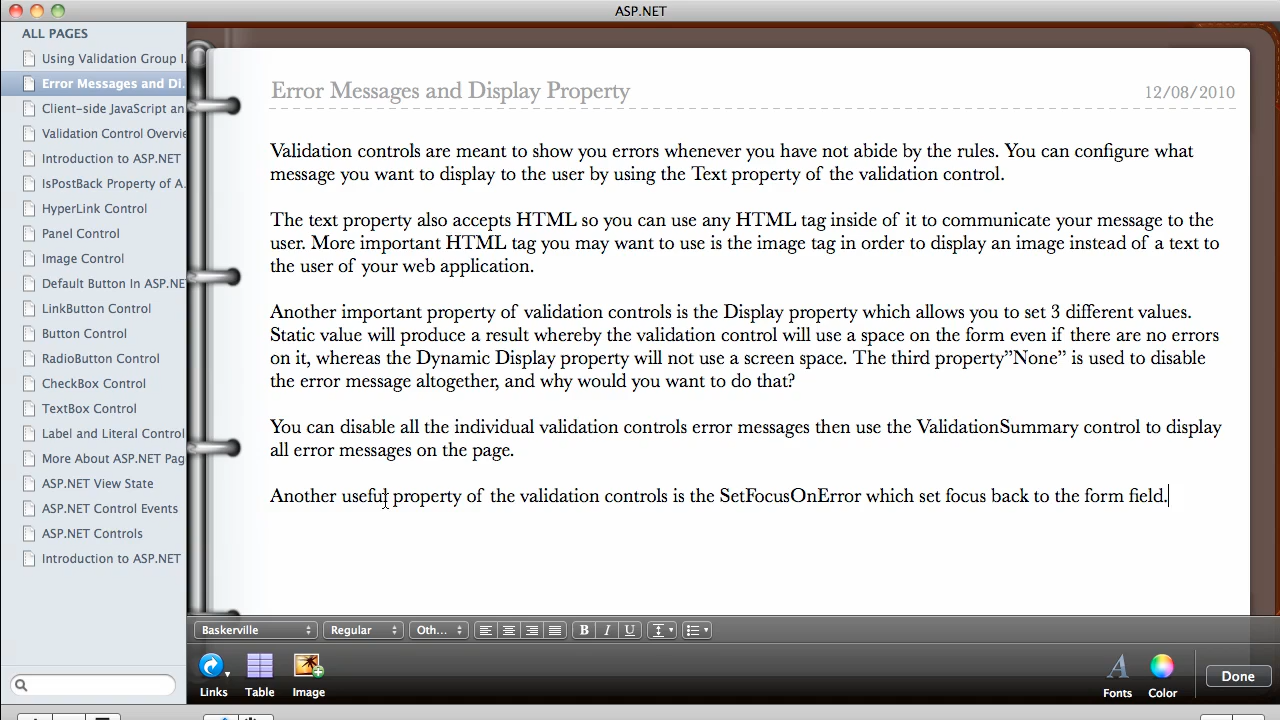 ASP.NET
ALL PAGES
Using Validation Group I.
Error Messages and Di.
Client-side JavaScript an
Validation Control Overvie
Introduction to ASP.NET
IsPostBack Property of A.
HyperLink Control
Panel Control
Image Control
Default Button In ASP.NE
LinkButton Control
Button Control
RadioButton Control
CheckBox Control
TextBox Control
Label and Literal Control
More About ASP.NET Pag
ASP.NET View State
ASP.NET Control Events
ASP.NET Controls
Introduction to ASP.NET
Error Messages and Display Property
12/08/2010
Validation controls are meant to show you errors whenever you have not abide by the rules. You can configure what
message you want to display to the user by using the Text property of the validation control.
The text property also accepts HTML so you can use any HTML tag inside of it to communicate your message to the
user. More important HTML tag you may want to use is the image tag in order to display an image instead of a text to
the user of your web application.
Another important property of validation controls is the Display property which allows you to set 3 different values.
Static value will produce a result whereby the validation control will use a space on the form even if there are no errors
on it, whereas the Dynamic Display property will not use a screen space. The third property”None” is used to disable
the error message altogether, and why would you want to do that?
You can disable all the individual validation controls error messages then use the ValidationSummary control to display
all error messages on the page.
Another useful property of the validation controls is the SetFocusOnError which set focus back to the form field.
Baskerville
Regular
Oth...
B
I
U
Links
Table
Image
Fonts
Color
Done